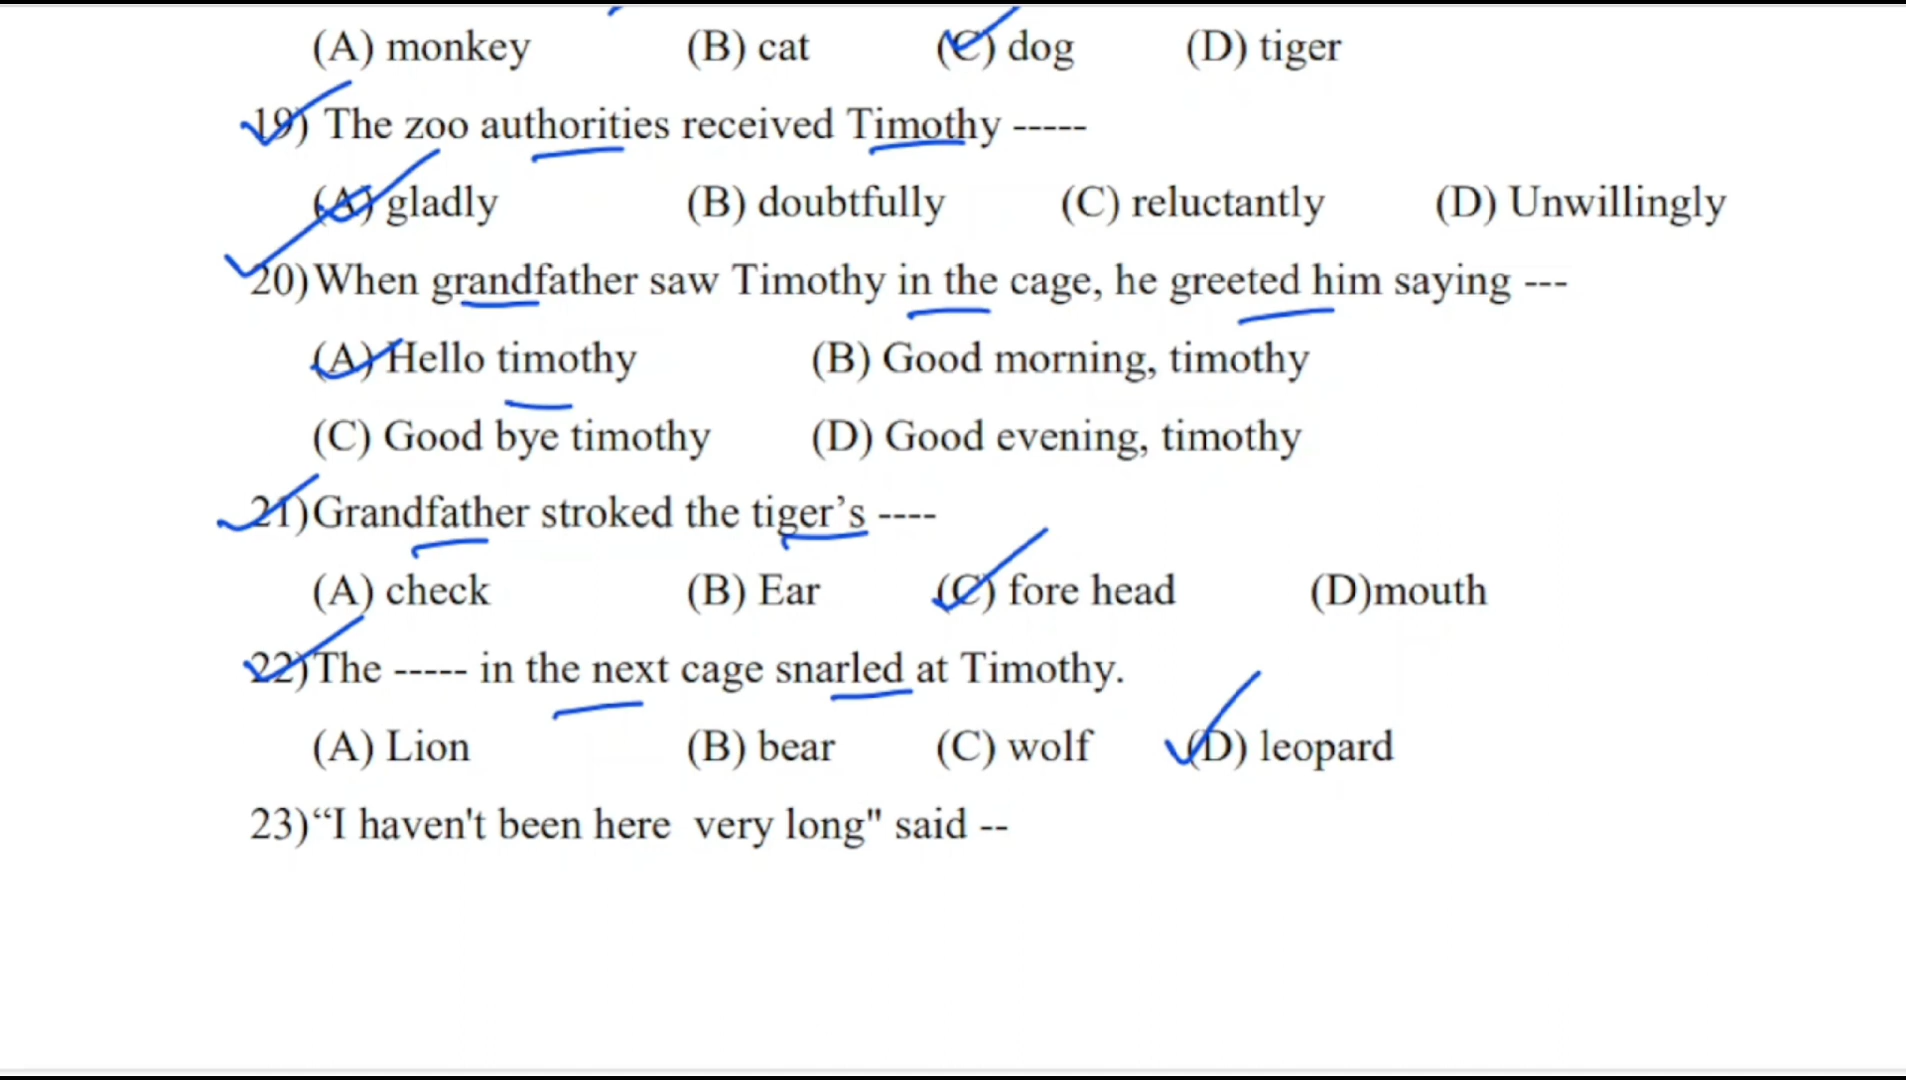 (A) monkey (B) cat (C) dog (D) tiger
19) The zoo authorities received Timothy -----
(A) gladly (B) doubtfully (C) reluctantly (D) Unwillingly
20) When grandfather saw Timothy in the cage, he greeted him saying ---
(A) Hello timothy (B) Good morning, timothy
(C) Good bye timothy (D) Good evening, timothy
21) Grandfather stroked the tiger’s ----
(A) check (B) Ear (C) fore head (D)mouth
22) The ----- in the next cage snarled at Timothy.
(A) Lion (B) bear (C) wolf (D) leopard
23) “I haven't been here very long" said --